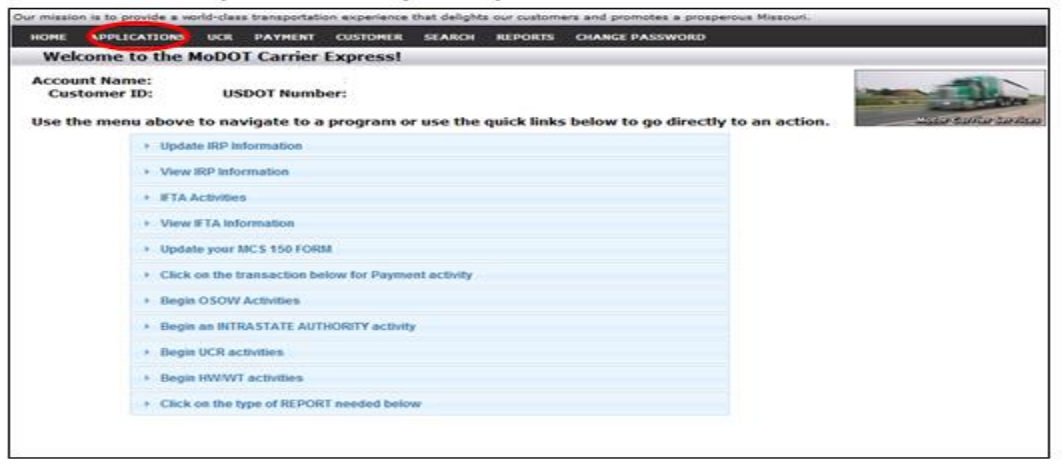 Our mission is to provide a world-class transportation experience that delights our customers and promotes a prosperous Missouri.
HOME APPLICATIONS UCR PAYMENT CUSTOMER SEARCH REPORTS CHANGE PASSWORD
Welcome to the MoDOT Carrier Express!
Account Name:
Customer ID: USDOT Number:
Motor Carrier Services
Use the menu above to navigate to a program or use the quick links below to go directly to an action.
Update IRP Information
View IRP Information
IFTA Activities
View IFTA Information
Update your MCS 150 FORM
Click on the transaction below for Payment activity
Begin OSOW Activities
Begin an INTRASTATE AUTHORITY activity
Begin UCR activities
Begin HW/WT activities
Click on the type of REPORT needed below